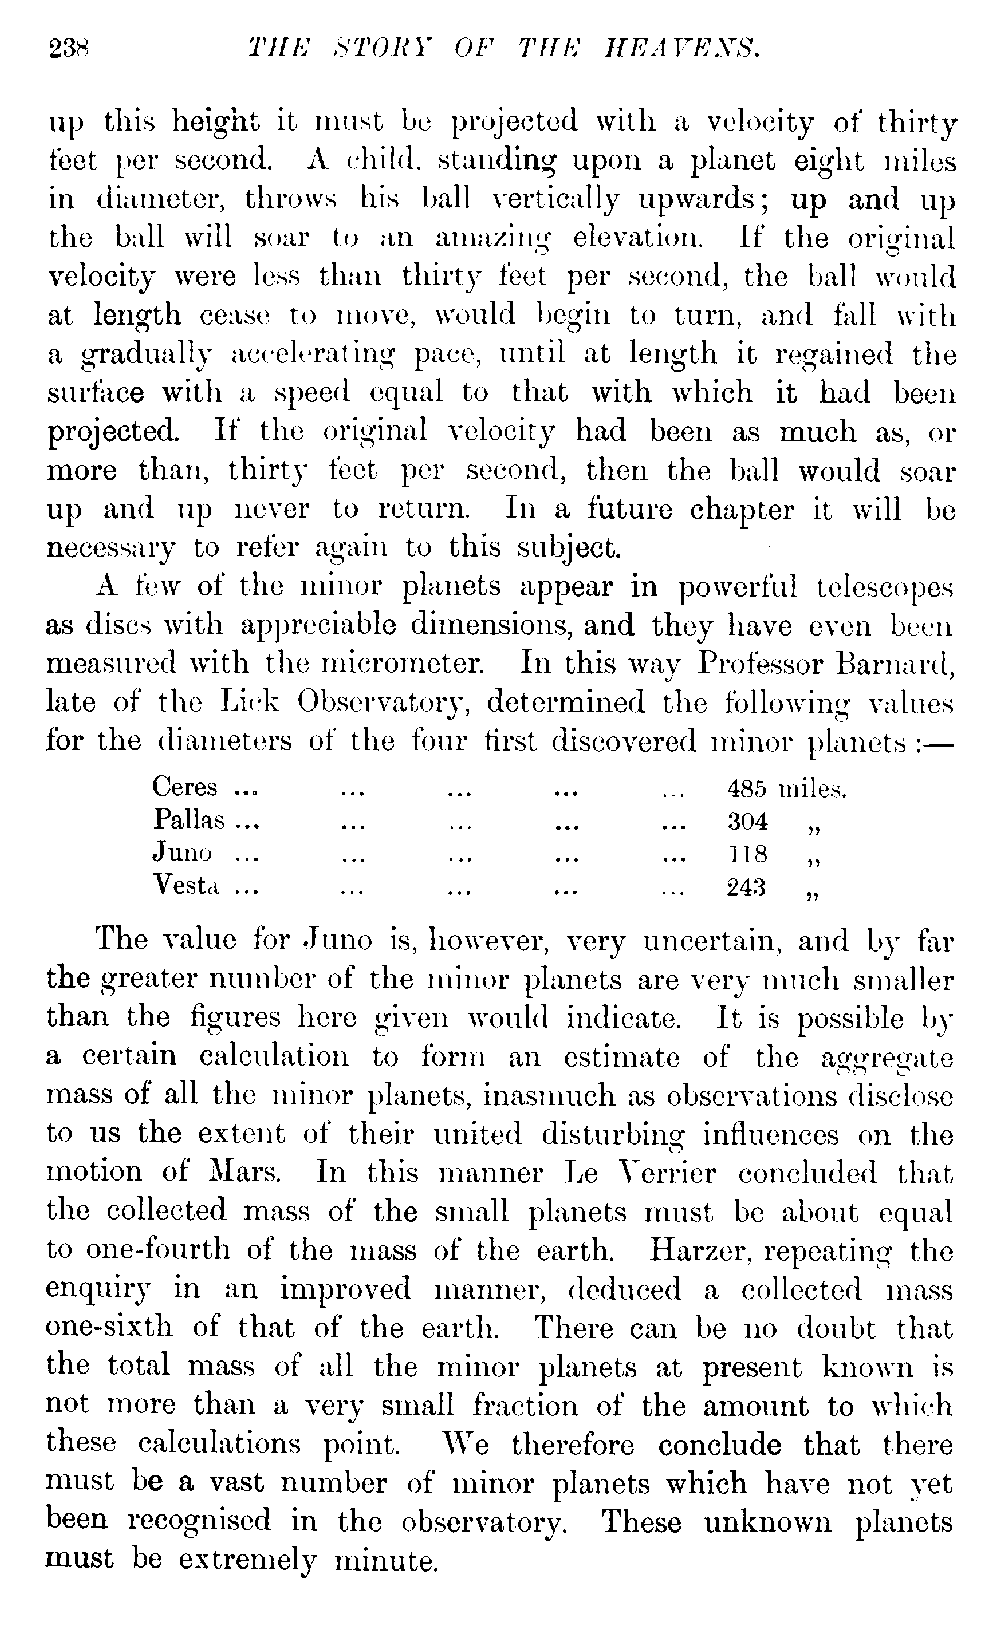 238 THE STORY OF THE HEAVENS.
up this height it must be projected with a velocity of thirty
feet per second. A child, standing upon a planet eight miles
in diameter, throws his ball vertically upwards; up and up
the ball will soar to an amazing elevation. If the original
velocity were less than thirty feet per second, the ball would
at length cease to move, would begin to turn, and fall with
a gradually accelerating pace, until at length it regained the
surface with a speed equal to that with which it had been
projected. If the original velocity had been as much as, or
more than, thirty feet per second, then the ball would soar
up and up never to return. In a future chapter it will be
necessary to refer again to this subject.
A few of the minor planets appear in powerful telescopes
as discs with appreciable dimensions, and they have even been
measured with the micrometer. In this way Professor Barnard,
late of the Lick Observatory, determined the following values
for the diameters of the four first discovered minor planets :—
Ceres ... ... ... ... ... 485 miles.
Pallas ... ... ... ... ... 304 „
Juno ... ... ... ... ... 118 „
Vesta ... ... ... ... ... 243 „
The value for Juno is, however, very uncertain, and by far
the greater number of the minor planets are very much smaller
than the figures here given would indicate. It is possible by
a certain calculation to form an estimate of the aggregate
mass of all the minor planets, inasmuch as observations disclose
to us the extent of their united disturbing influences on the
motion of Mars. In this manner Le Verrier concluded that
the collected mass of the small planets must be about equal
to one-fourth of the mass of the earth. Harzer, repeating the
enquiry in an improved manner, deduced a collected mass
one-sixth of that of the earth. There can be no doubt that
the total mass of all the minor planets at present known is
not more than a very small fraction of the amount to which
these calculations point. We therefore conclude that there
must be a vast number of minor planets which have not yet
been recognised in the observatory. These unknown planets
must be extremely minute.